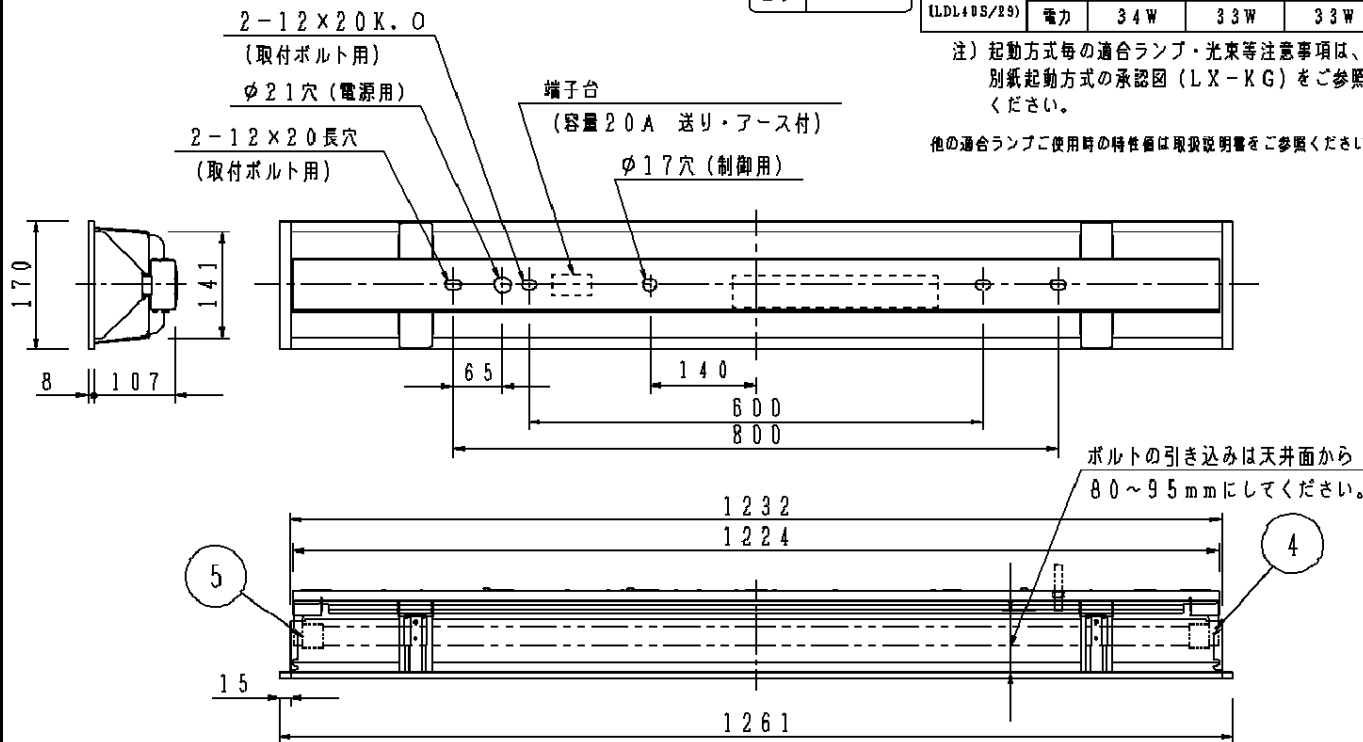 (LDL40S/29) 電力 34W 33W 33W
注) 起動方式毎の適合ランプ・光束等注意事項は、
別紙起動方式の承認図(LX-KG)をご参照
ください。
他の適合ランプご使用時の特性値は取扱説明書をご参照ください
2-12×20K.O
(取付ボルト用)
φ21穴(電源用)
2-12×20長穴
(取付ボルト用)
端子台
(容量20A 送り・アース付)
φ17穴(制御用)
170
141
8
107
65
140
600
800
ボルトの引き込みは天井面から
80~95mmにしてください。
1232
1224
5
4
15
1261